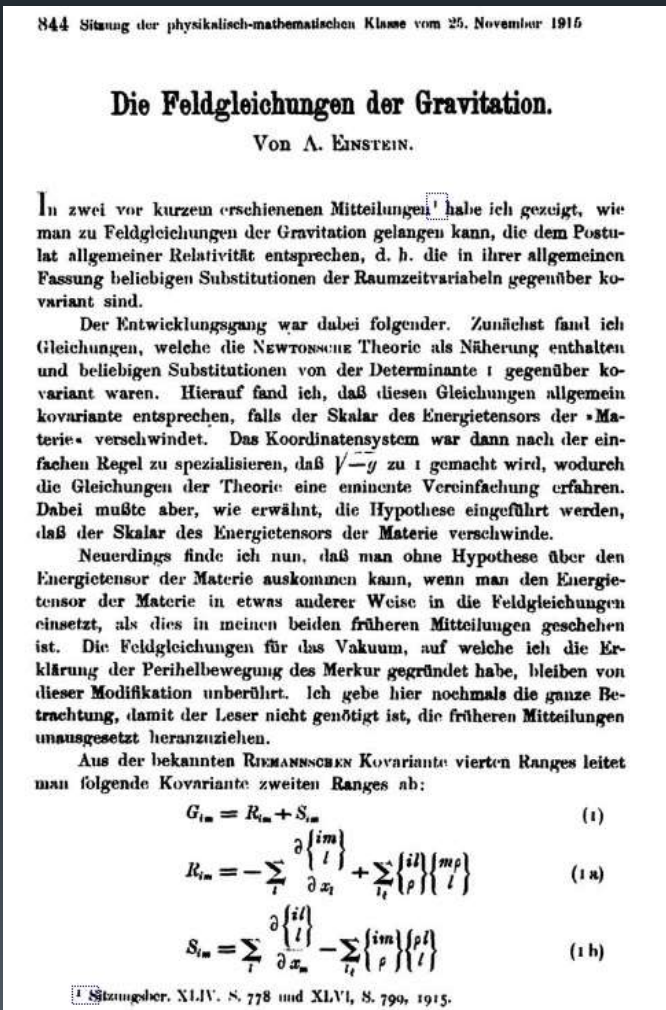 844 Sitzung der physikalisch-mathematischen Klasse vom 25. November 1915
Die Feldgleichungen der Gravitation.
Von A. Einstein.
In zwei vor kurzem erschienenen Mitteilungen¹ habe ich gezeigt, wie
man zu Feldgleichungen der Gravitation gelangen kann, die dem Postu-
lat allgemeiner Relativität entsprechen, d. h. die in ihrer allgemeinen
Fassung beliebigen Substitutionen der Raumzeitvariabeln gegenüber ko-
variant sind.
Der Entwicklungsgang war dabei folgender. Zunächst fand ich
Gleichungen, welche die Newtonsche Theorie als Näherung enthalten
und beliebigen Substitutionen von der Determinante 1 gegenüber ko-
variant waren. Hierauf fand ich, daß diesen Gleichungen allgemein
kovariante entsprechen, falls der Skalar des Energietensors der »Ma-
terie« verschwindet. Das Koordinatensystem war dann nach der ein-
fachen Regel zu spezialisieren, daß √−g zu 1 gemacht wird, wodurch
die Gleichungen der Theorie eine eminente Vereinfachung erfahren.
Dabei mußte aber, wie erwähnt, die Hypothese eingeführt werden,
daß der Skalar des Energietensors der Materie verschwinde.
Neuerdings finde ich nun, daß man ohne Hypothese über den
Energietensor der Materie auskommen kann, wenn man den Energie-
tensor der Materie in etwas anderer Weise in die Feldgleichungen
einsetzt, als dies in meinen beiden früheren Mitteilungen geschehen
ist. Die Feldgleichungen für das Vakuum, auf welche ich die Er-
klärung der Perihelbewegung des Merkur gegründet habe, bleiben von
dieser Modifikation unberührt. Ich gebe hier nochmals die ganze Be-
trachtung, damit der Leser nicht genötigt ist, die früheren Mitteilungen
unausgesetzt heranzuziehen.
Aus der bekannten Riemannschen Kovariante vierten Ranges leitet
man folgende Kovariante zweiten Ranges ab:
G_im = R_im + S_im (1)
R_im = −∑_l ∂{im l}/∂x_l + ∑_lρ {il ρ}{mρ l} (1a)
S_im = ∑_l ∂{il l}/∂x_m − ∑_lρ {im ρ}{ρl l} (1b)
¹ Sitzungsber. XLIV, S. 778 und XLVI, S. 799, 1915.